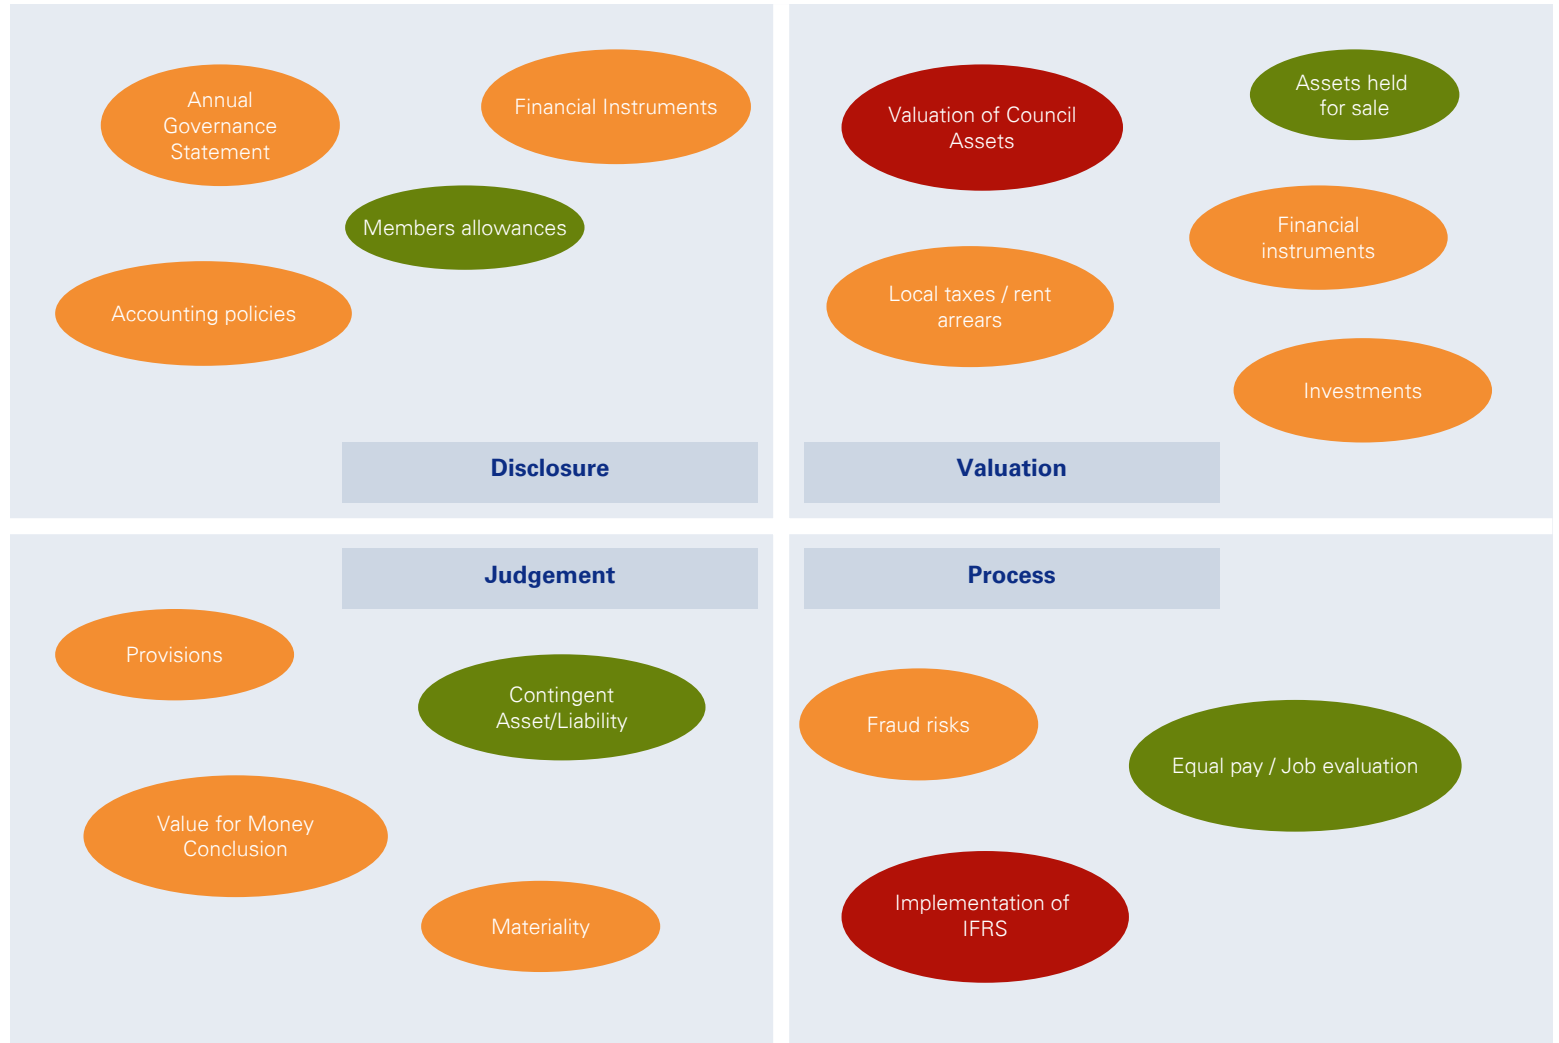 Annual
Governance
Statement
Financial Instruments
Members allowances
Accounting policies
Disclosure
Valuation of Council
Assets
Assets held
for sale
Financial
instruments
Local taxes / rent
arrears
Investments
Valuation
Judgement
Provisions
Contingent
Asset/Liability
Value for Money
Conclusion
Materiality
Process
Fraud risks
Equal pay / Job evaluation
Implementation of
IFRS